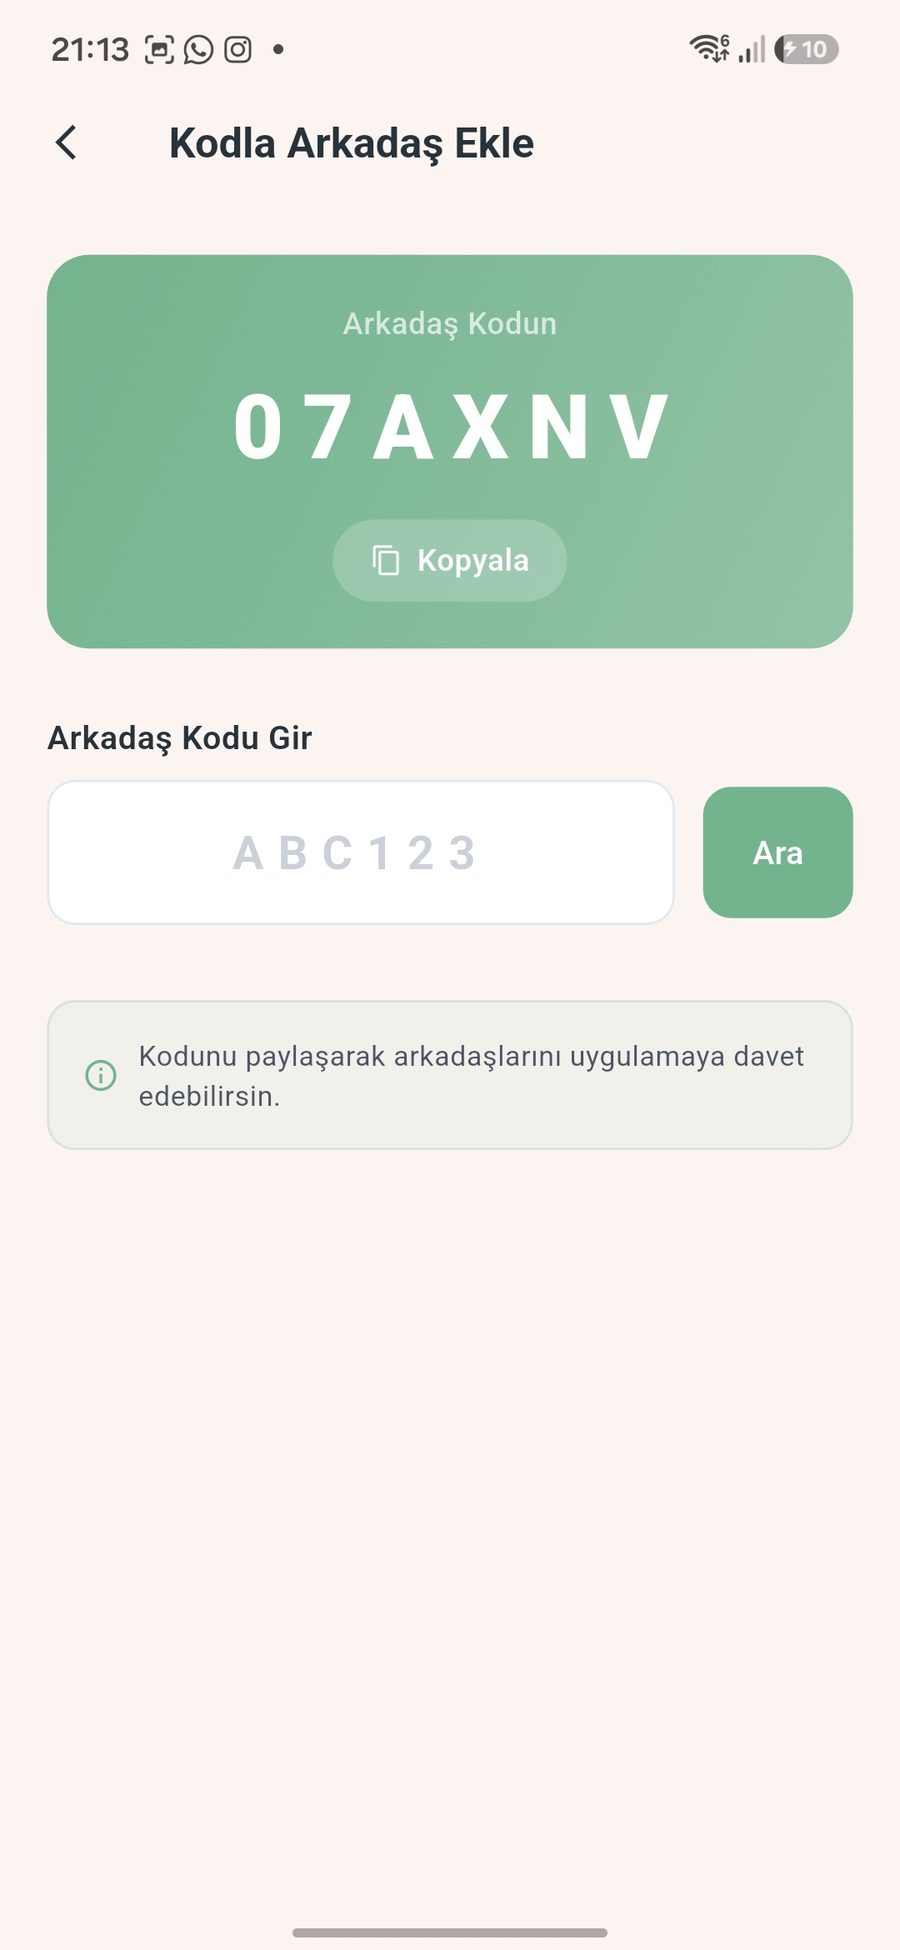 21:13
6
10
Kodla Arkadaş Ekle
Arkadaş Kodun
07AXNV
Kopyala
Arkadaş Kodu Gir
ABC123
Ara
Kodunu paylaşarak arkadaşlarını uygulamaya davet
edebilirsin.